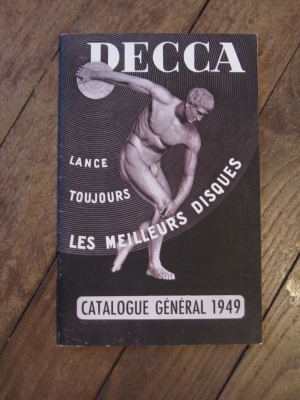 DECCA
LANCE
TOUJOURS
LES MEILLEURS DISQUES
CATALOGUE GÉNÉRAL 1949